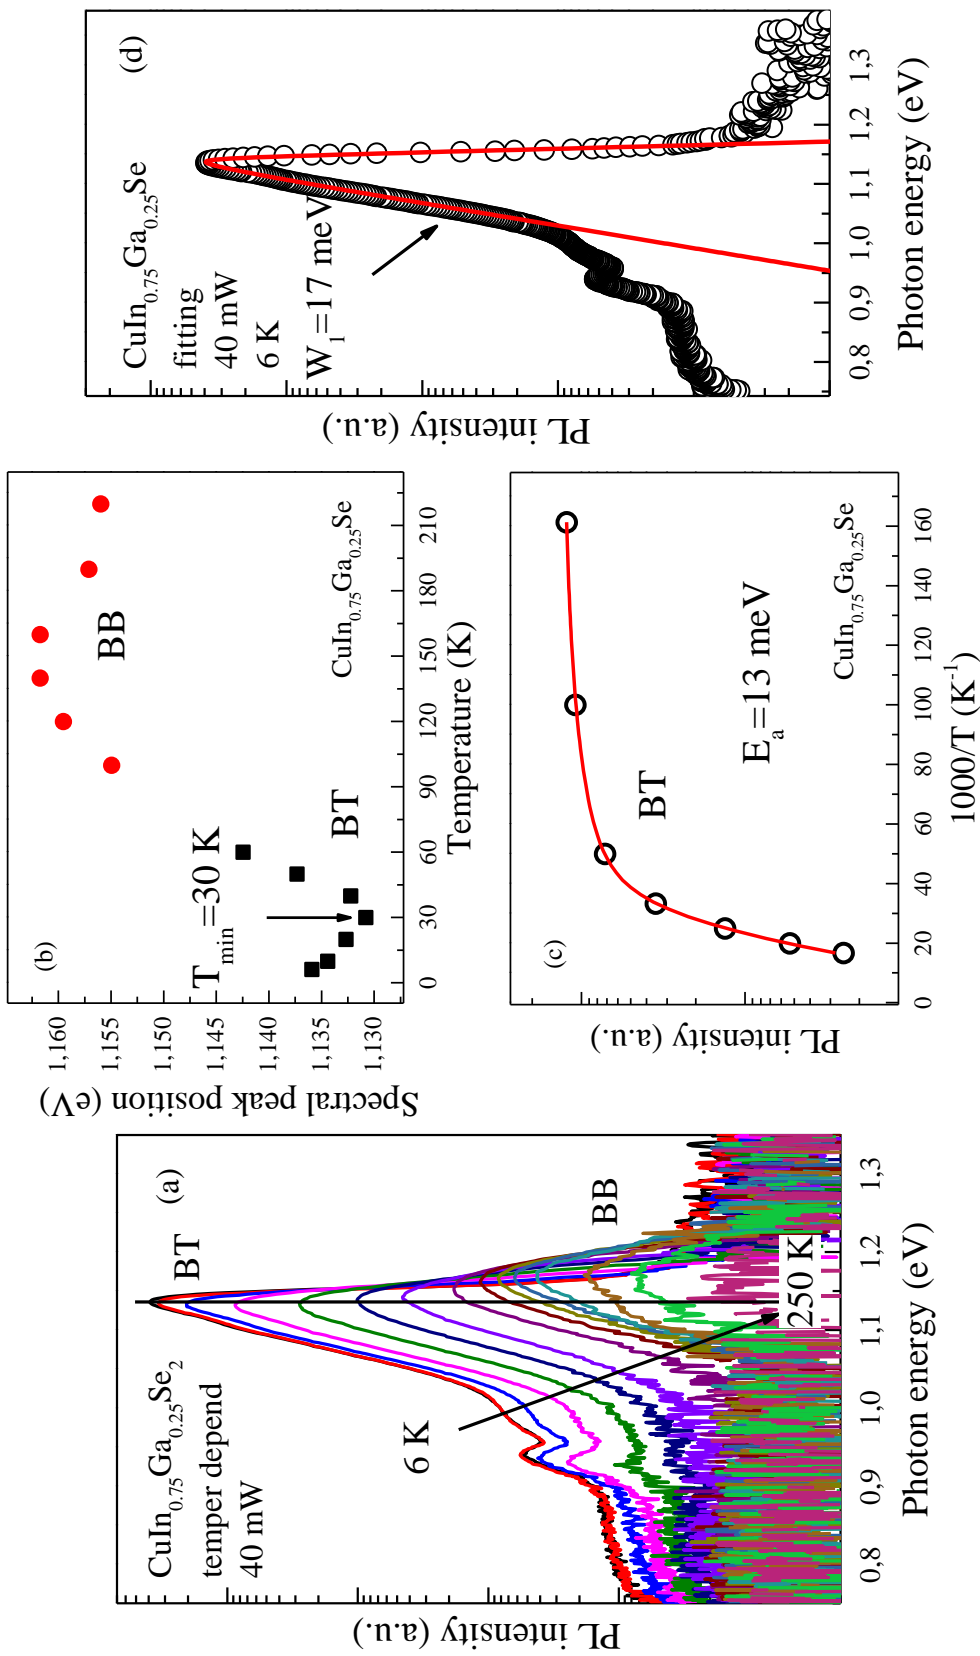 (a)
CuIn0.75Ga0.25Se2
temper depend
40 mW
BT
BB
6 K
250 K
0,8 0,9 1,0 1,1 1,2 1,3
Photon energy (eV)
PL intensity (a.u.)
(b)
Tmin=30 K
BB
BT
CuIn0.75Ga0.25Se
1,160
1,155
1,150
1,145
1,140
1,135
1,130
0 30 60 90 120 150 180 210
Temperature (K)
Spectral peak position (eV)
(c)
BT
Ea=13 meV
CuIn0.75Ga0.25Se
0 20 40 60 80 100 120 140 160
1000/T (K-1)
PL intensity (a.u.)
(d)
CuIn0.75Ga0.25Se
fitting
40 mW
6 K
W1=17 meV
0,8 0,9 1,0 1,1 1,2 1,3
Photon energy (eV)
PL intensity (a.u.)